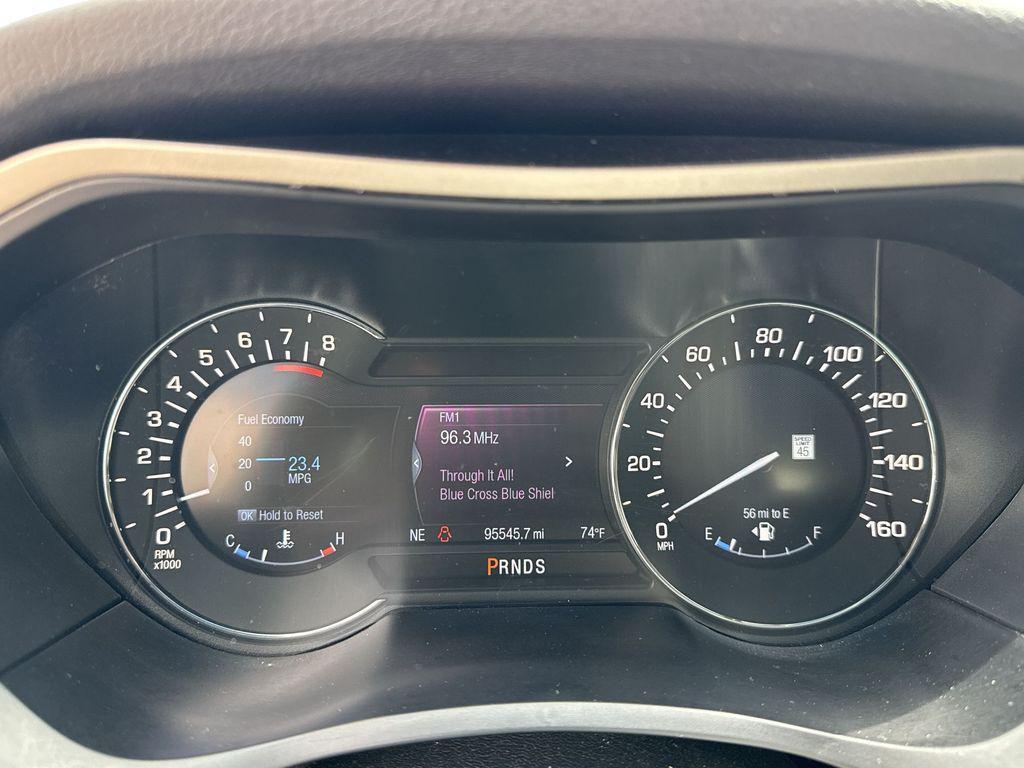 0
1
2
3
4
5
6
7
8
RPM
x1000
Fuel Economy
40
20
0
23.4
MPG
OK Hold to Reset
C
H
FM1
96.3 MHz
Through It All!
Blue Cross Blue Shiel
NE
95545.7 mi
74°F
PRNDS
0
20
40
60
80
100
120
140
160
MPH
SPEED
LIMIT
45
56 mi to E
E
F